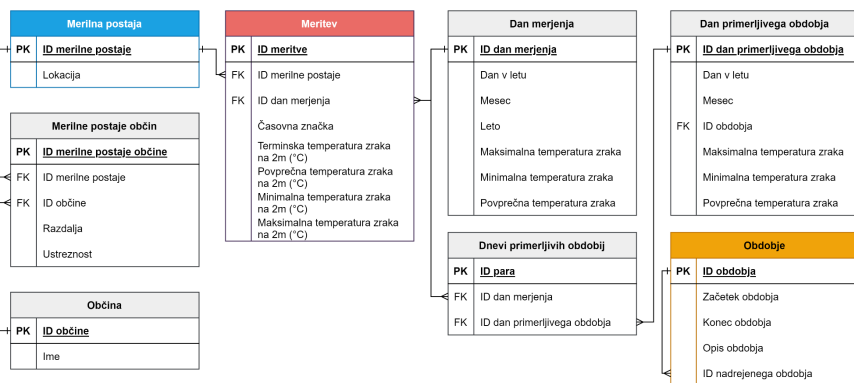 Merilna postaja
PK ID merilne postaje
Lokacija
Merilne postaje občin
PK ID merilne postaje občine
FK ID merilne postaje
FK ID občine
Razdalja
Ustreznost
Občina
PK ID občine
Ime
Meritev
PK ID meritve
FK ID merilne postaje
FK ID dan merjenja
Časovna značka
Terminska temperatura zraka
na 2m (°C)
Povprečna temperatura zraka
na 2m (°C)
Minimalna temperatura zraka
na 2m (°C)
Maksimalna temperatura zraka
na 2m (°C)
Dan merjenja
PK ID dan merjenja
Dan v letu
Mesec
Leto
Maksimalna temperatura zraka
Minimalna temperatura zraka
Povprečna temperatura zraka
Dnevi primerljivih obdobij
PK ID para
FK ID dan merjenja
FK ID dan primerljivega obdobja
Dan primerljivega obdobja
PK ID dan primerljivega obdobja
Dan v letu
Mesec
FK ID obdobja
Maksimalna temperatura zraka
Minimalna temperatura zraka
Povprečna temperatura zraka
Obdobje
PK ID obdobja
Začetek obdobja
Konec obdobja
Opis obdobja
ID nadrejenega obdobja